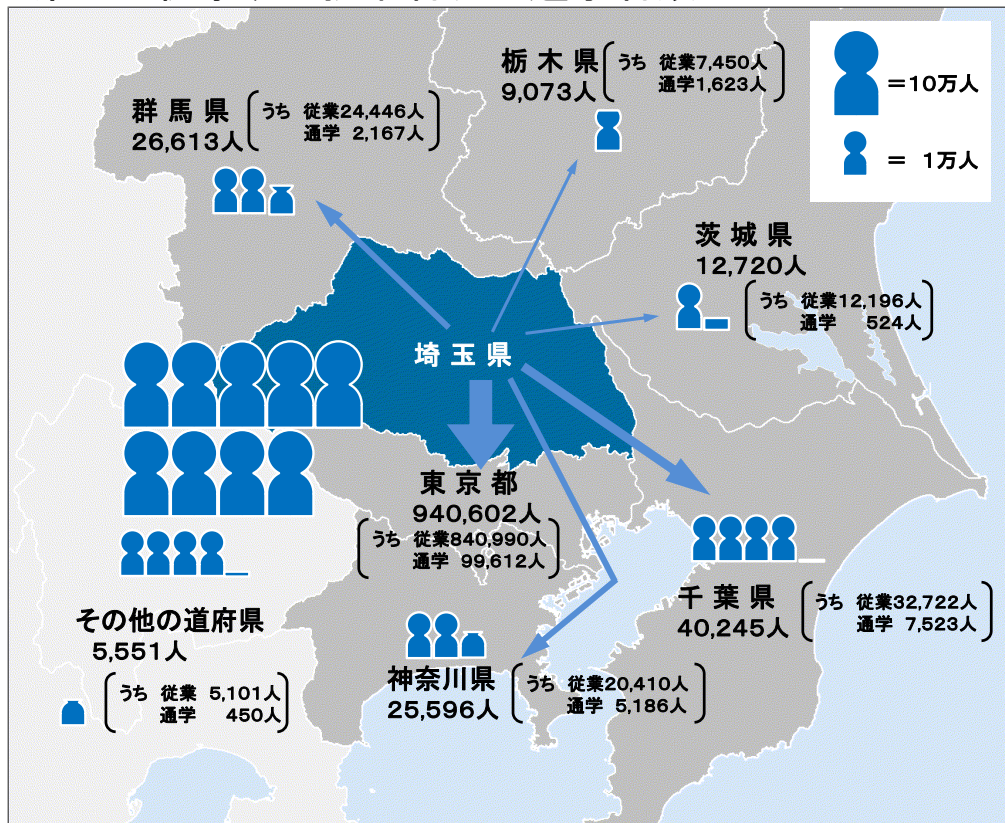 栃木県
9,073人
うち 従業7,450人
通学1,623人
＝10万人
＝ 1万人
群馬県
26,613人
うち 従業24,446人
通学 2,167人
茨城県
12,720人
うち 従業12,196人
通学 524人
埼玉県
東京都
940,602人
うち 従業840,990人
通学 99,612人
千葉県
40,245人
うち 従業32,722人
通学 7,523人
その他の道府県
5,551人
うち 従業 5,101人
通学 450人
神奈川県
25,596人
うち 従業20,410人
通学 5,186人